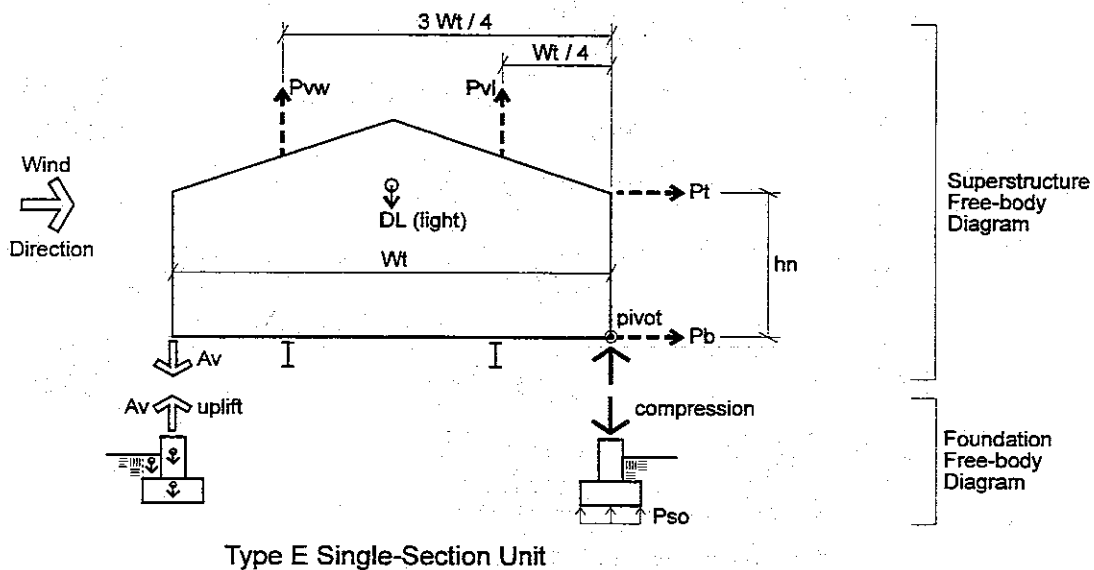 3 Wt / 4
Wt / 4
Pvw
Pvl
Wind
Direction
DL (light)
Pt
Wt
hn
pivot
Pb
Av
Av uplift
compression
Pso
Superstructure
Free-body
Diagram
Foundation
Free-body
Diagram
Type E Single-Section Unit